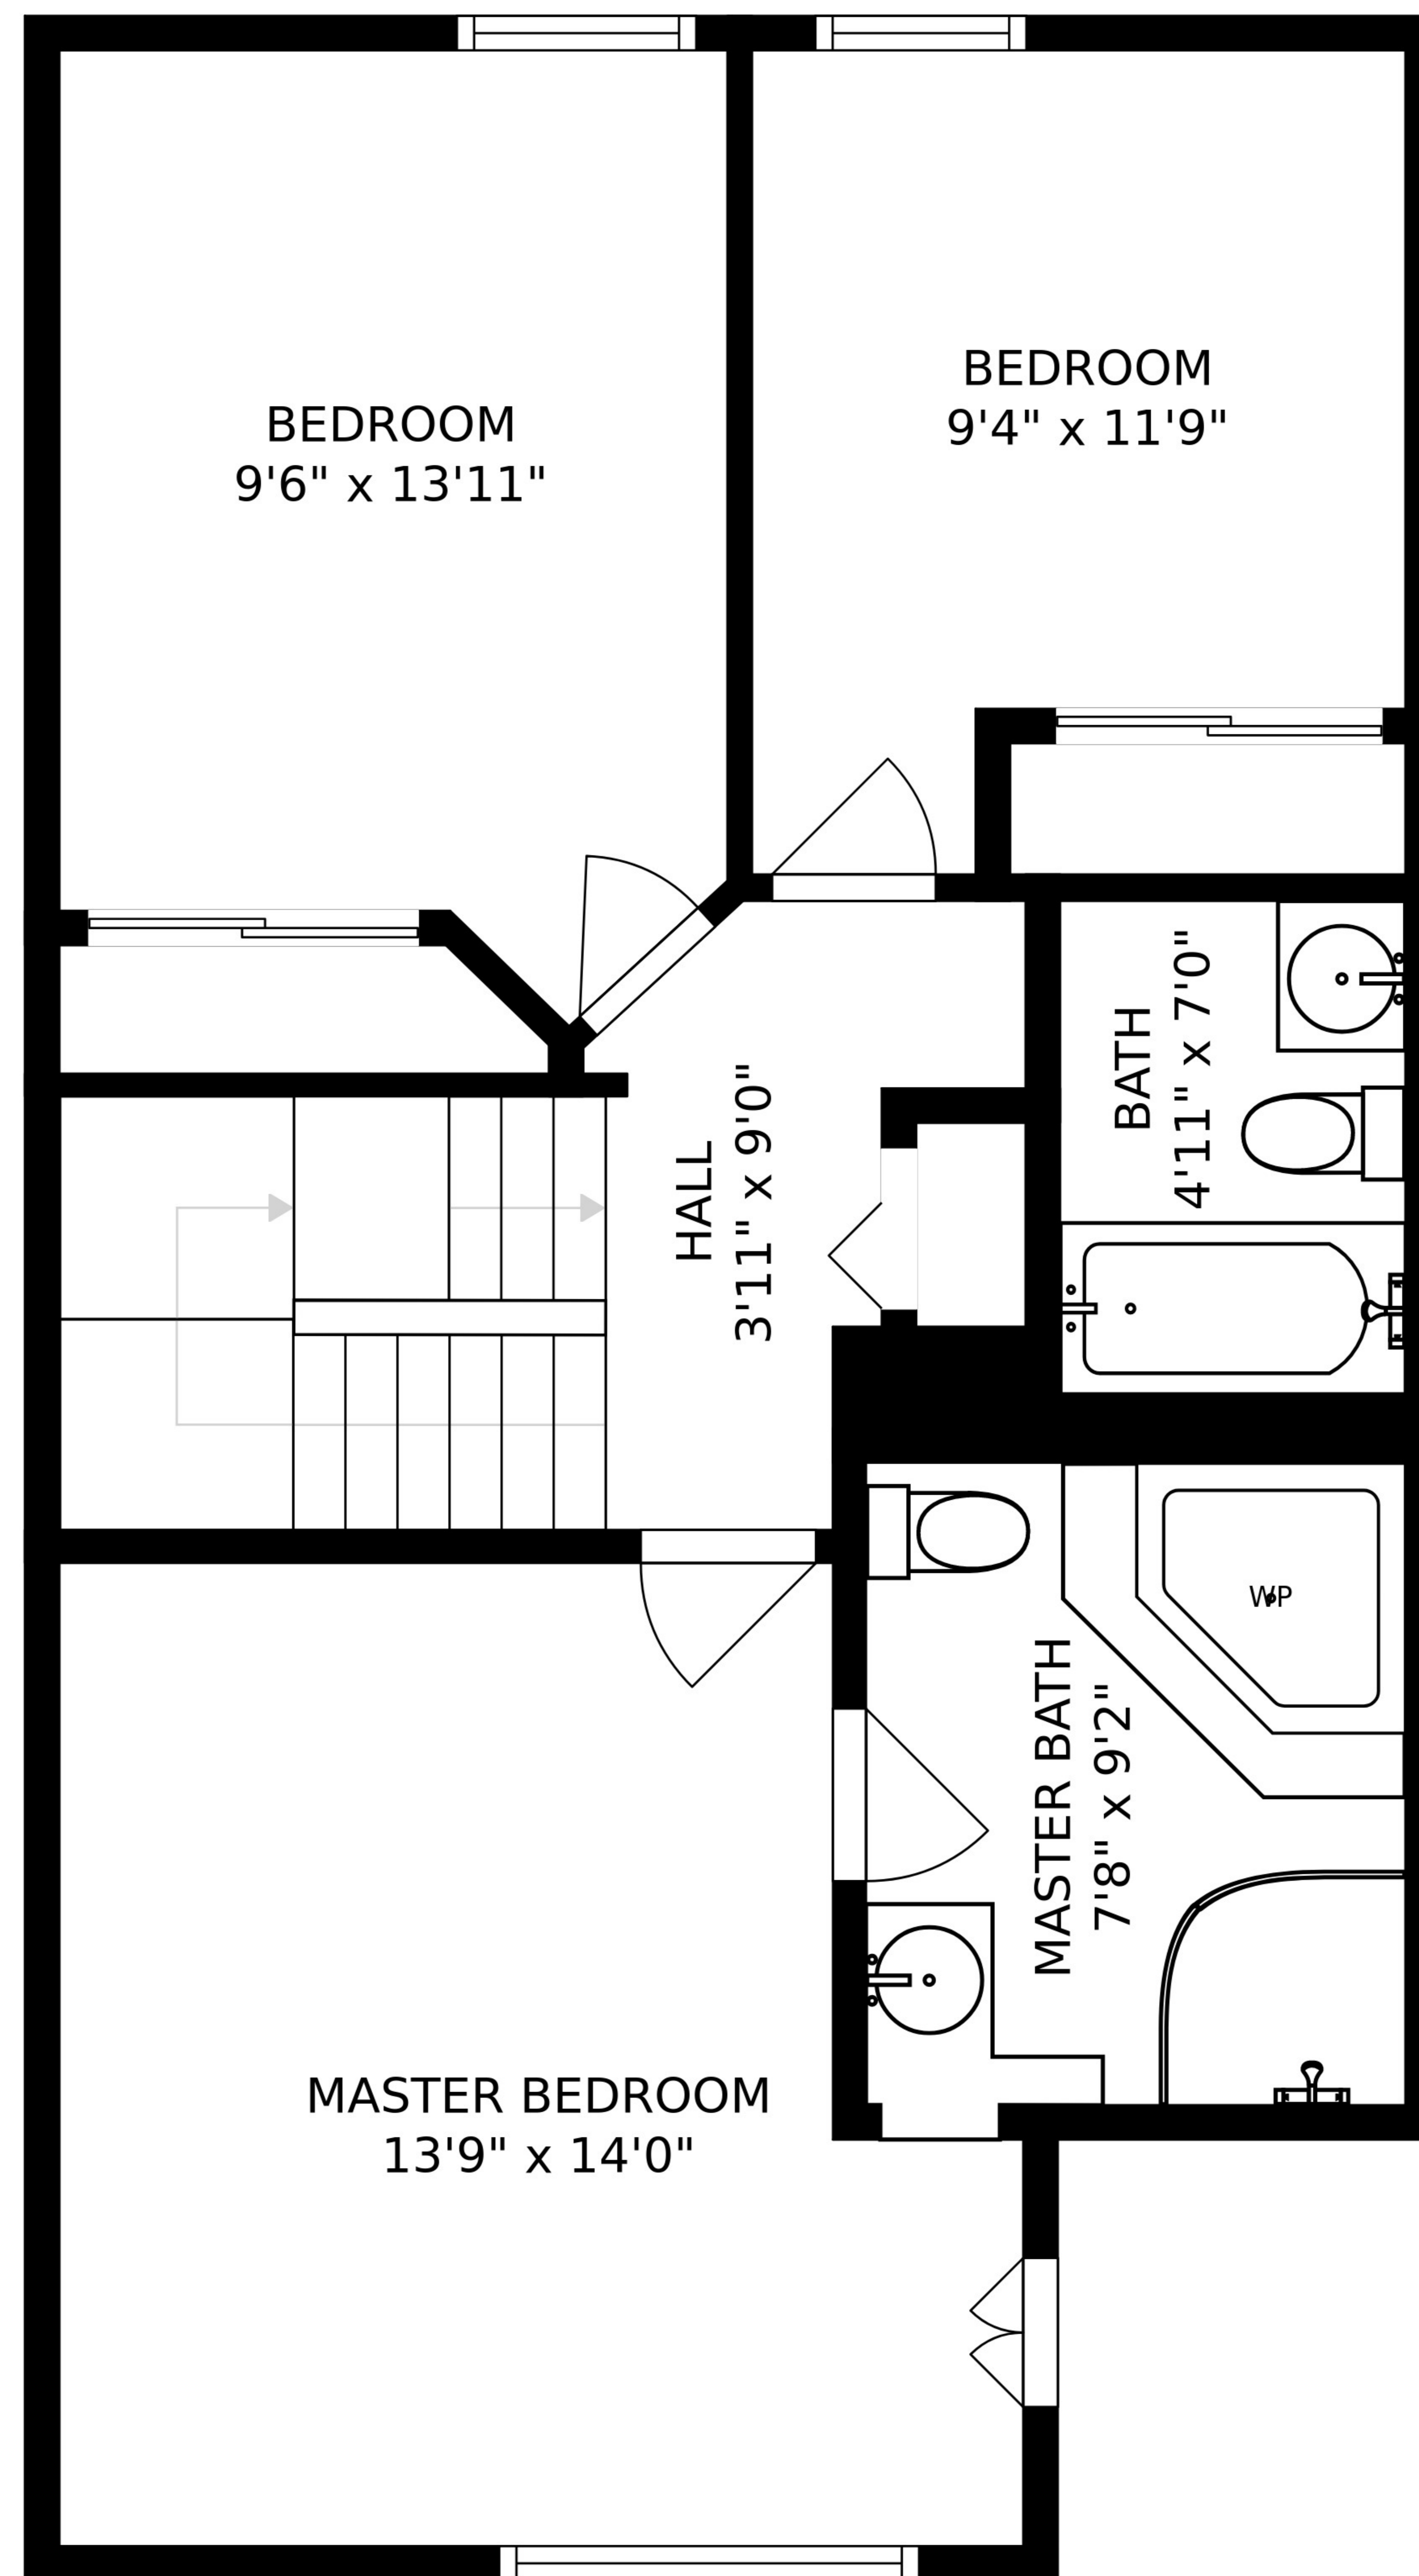 BEDROOM
9'6" x 13'11"
BEDROOM
9'4" x 11'9"
BATH
4'11" x 7'0"
HALL
3'11" x 9'0"
WP
MASTER BATH
7'8" x 9'2"
MASTER BEDROOM
13'9" x 14'0"